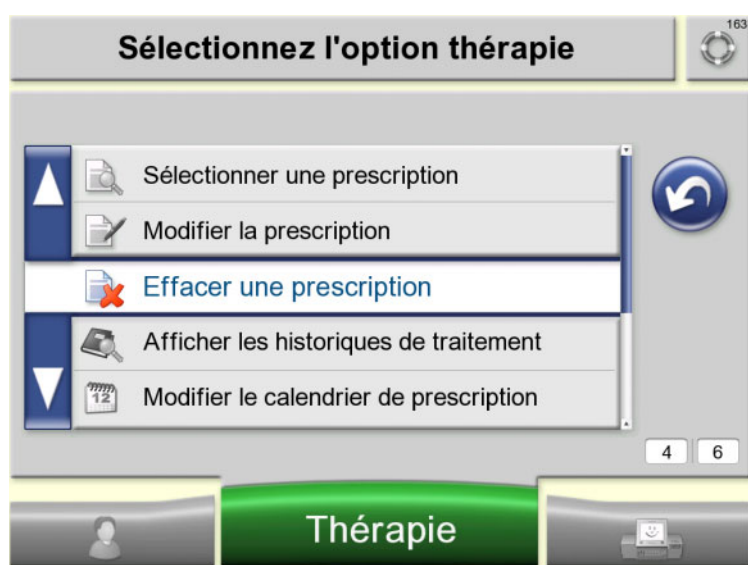 Sélectionnez l'option thérapie
163
Sélectionner une prescription
Modifier la prescription
Effacer une prescription
Afficher les historiques de traitement
12
Modifier le calendrier de prescription
4 6
Thérapie